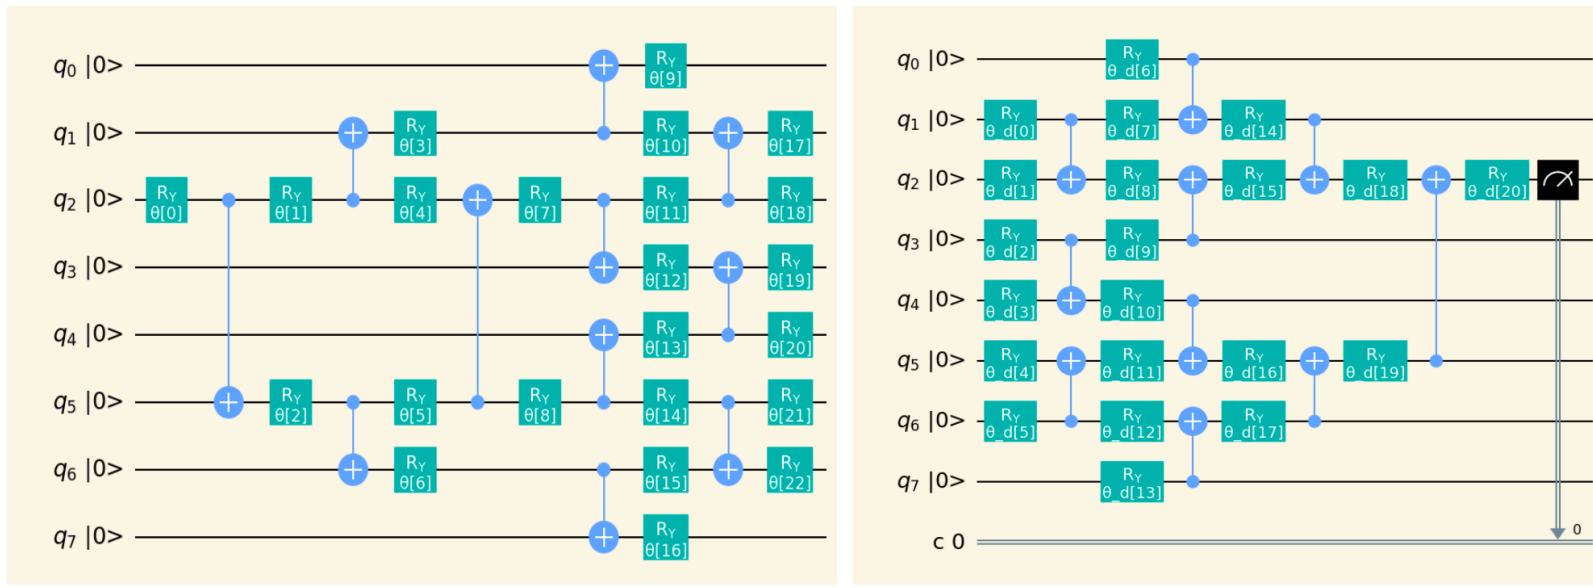 q0 |0>
RY
θ[9]
q1 |0>
RY
θ[3]
RY
θ[10]
RY
θ[17]
q2 |0>
RY
θ[0]
RY
θ[1]
RY
θ[4]
RY
θ[7]
RY
θ[11]
RY
θ[18]
q3 |0>
RY
θ[12]
RY
θ[19]
q4 |0>
RY
θ[13]
RY
θ[20]
q5 |0>
RY
θ[2]
RY
θ[5]
RY
θ[8]
RY
θ[14]
RY
θ[21]
q6 |0>
RY
θ[6]
RY
θ[15]
RY
θ[22]
q7 |0>
RY
θ[16]
q0 |0>
RY
θ_d[6]
q1 |0>
RY
θ_d[0]
RY
θ_d[7]
RY
θ_d[14]
q2 |0>
RY
θ_d[1]
RY
θ_d[8]
RY
θ_d[15]
RY
θ_d[18]
RY
θ_d[20]
q3 |0>
RY
θ_d[2]
RY
θ_d[9]
q4 |0>
RY
θ_d[3]
RY
θ_d[10]
q5 |0>
RY
θ_d[4]
RY
θ_d[11]
RY
θ_d[16]
RY
θ_d[19]
q6 |0>
RY
θ_d[5]
RY
θ_d[12]
RY
θ_d[17]
q7 |0>
RY
θ_d[13]
c 0
0